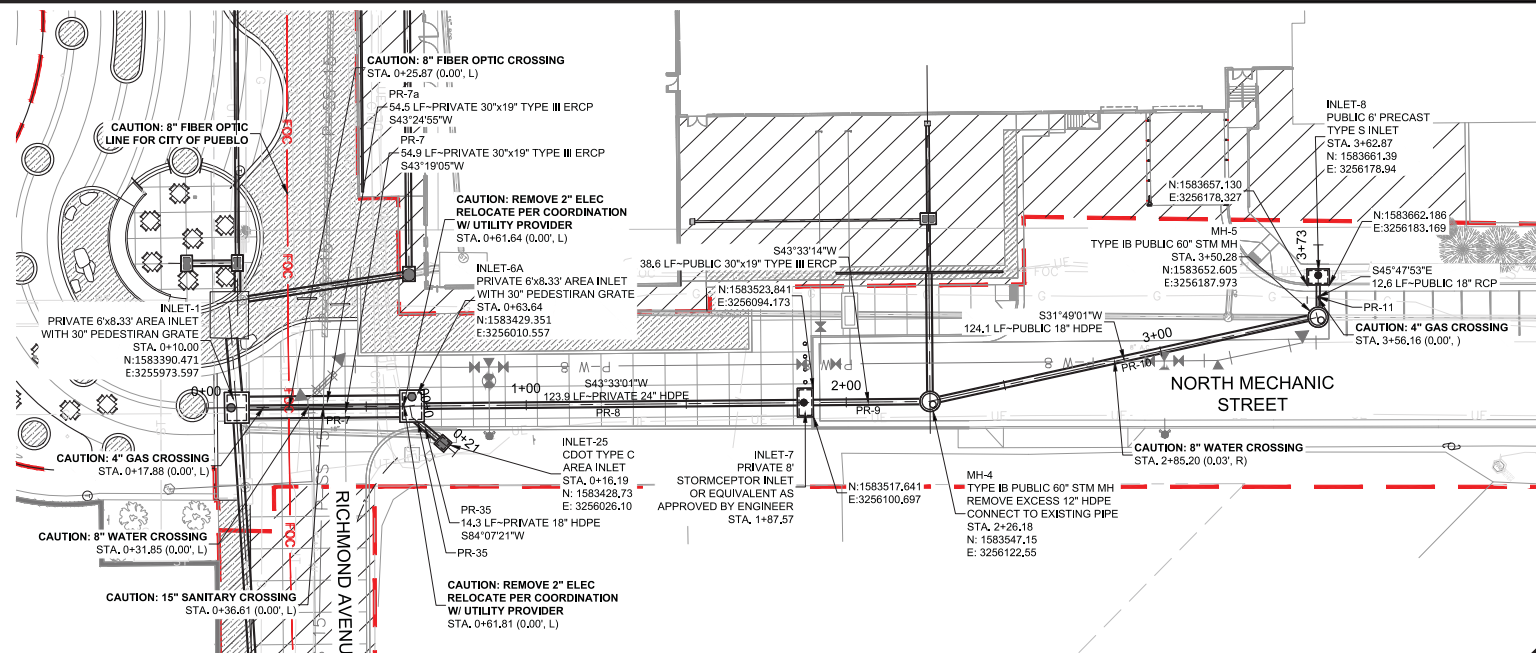 CAUTION: 8" FIBER OPTIC CROSSING
STA. 0+25.87 (0.00', L)
PR-7a
54.5 LF~PRIVATE 30"x19" TYPE III ERCP
S43°24'55"W
PR-7
54.9 LF~PRIVATE 30"x19" TYPE III ERCP
S43°19'05"W
CAUTION: 8" FIBER OPTIC
LINE FOR CITY OF PUEBLO
FOC
FOC
FOC
FOC
CAUTION: REMOVE 2" ELEC
RELOCATE PER COORDINATION
W/ UTILITY PROVIDER
STA. 0+61.64 (0.00', L)
INLET-6A
PRIVATE 6'x8.33' AREA INLET
WITH 30" PEDESTIRAN GRATE
STA. 0+63.64
N:1583429.351
E:3256010.557
INLET-1
PRIVATE 6'x8.33' AREA INLET
WITH 30" PEDESTIRAN GRATE
STA. 0+10.00
N:1583390.471
E:3255973.597
INLET-8
PUBLIC 6' PRECAST
TYPE S INLET
STA. 3+62.87
N: 1583661.39
E: 3256178.94
N:1583657.130
E:3256178.327
N:1583662.186
E:3256183.169
MH-5
TYPE IB PUBLIC 60" STM MH
STA. 3+50.28
N:1583652.605
E:3256187.973
3+73
S45°47'53"E
12.6 LF~PUBLIC 18" RCP
PR-11
CAUTION: 4" GAS CROSSING
STA. 3+56.16 (0.00', )
S43°33'14"W
38.6 LF~PUBLIC 30"x19" TYPE III ERCP
N:1583523.841
E:3256094.173
S31°49'01"W
124.1 LF~PUBLIC 18" HDPE
3+00
PR-10
NORTH MECHANIC
STREET
0+00
0+00
1+00
2+00
S43°33'01"W
123.9 LF~PRIVATE 24" HDPE
PR-7
PR-8
PR-9
0+21
CAUTION: 4" GAS CROSSING
STA. 0+17.88 (0.00', L)
INLET-25
CDOT TYPE C
AREA INLET
STA. 0+16.19
N: 1583428.73
E: 3256026.10
INLET-7
PRIVATE 8'
STORMCEPTOR INLET
OR EQUIVALENT AS
APPROVED BY ENGINEER
STA. 1+87.57
N:1583517.641
E:3256100.697
MH-4
TYPE IB PUBLIC 60" STM MH
REMOVE EXCESS 12" HDPE
CONNECT TO EXISTING PIPE
STA. 2+26.18
N: 1583547.15
E: 3256122.55
CAUTION: 8" WATER CROSSING
STA. 2+85.20 (0.03', R)
PR-35
14.3 LF~PRIVATE 18" HDPE
S84°07'21"W
PR-35
RICHMOND AVENU
CAUTION: 8" WATER CROSSING
STA. 0+31.85 (0.00', L)
CAUTION: 15" SANITARY CROSSING
STA. 0+36.61 (0.00', L)
CAUTION: REMOVE 2" ELEC
RELOCATE PER COORDINATION
W/ UTILITY PROVIDER
STA. 0+61.81 (0.00', L)